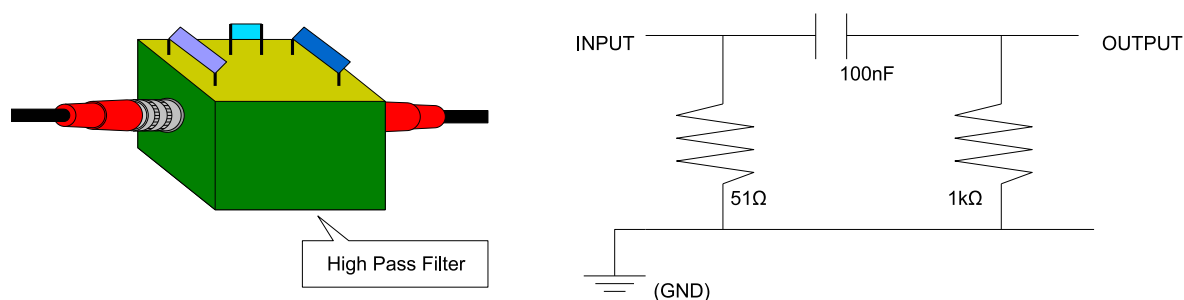 INPUT
OUTPUT
100nF
51Ω
1kΩ
High Pass Filter
(GND)